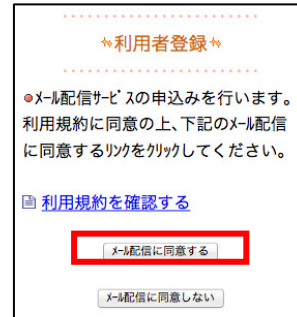 利用者登録
●ﾒｰﾙ配信ｻｰﾋﾞｽの申込みを行います。
利用規約に同意の上、下記のﾒｰﾙ配信
に同意するﾘﾝｸをｸﾘｯｸしてください。
利用規約を確認する
ﾒｰﾙ配信に同意する
ﾒｰﾙ配信に同意しない